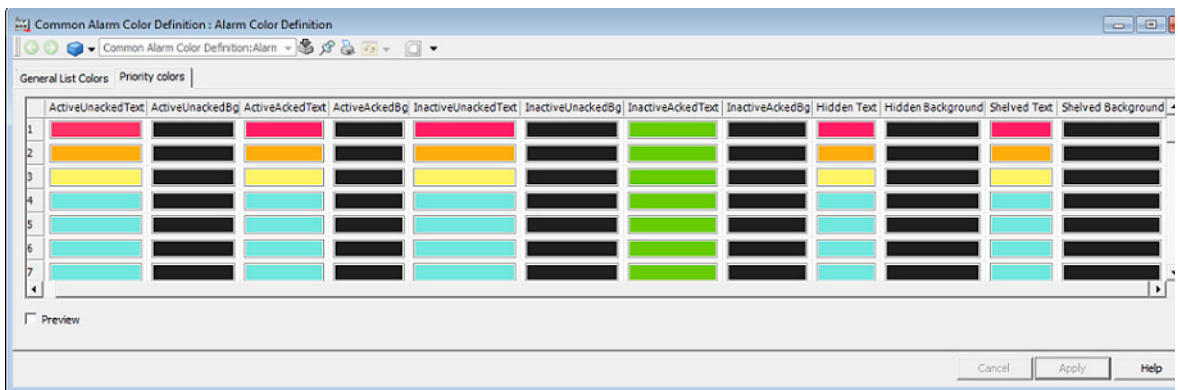 Common Alarm Color Definition : Alarm Color Definition
Common Alarm Color Definition:Alarm
General List Colors Priority colors
ActiveUnackedText ActiveUnackedBg ActiveAckedText ActiveAckedBg InactiveUnackedText InactiveUnackedBg InactiveAckedText InactiveAckedBg Hidden Text Hidden Background Shelved Text Shelved Background
1
2
3
4
5
6
7
Preview
Cancel Apply Help